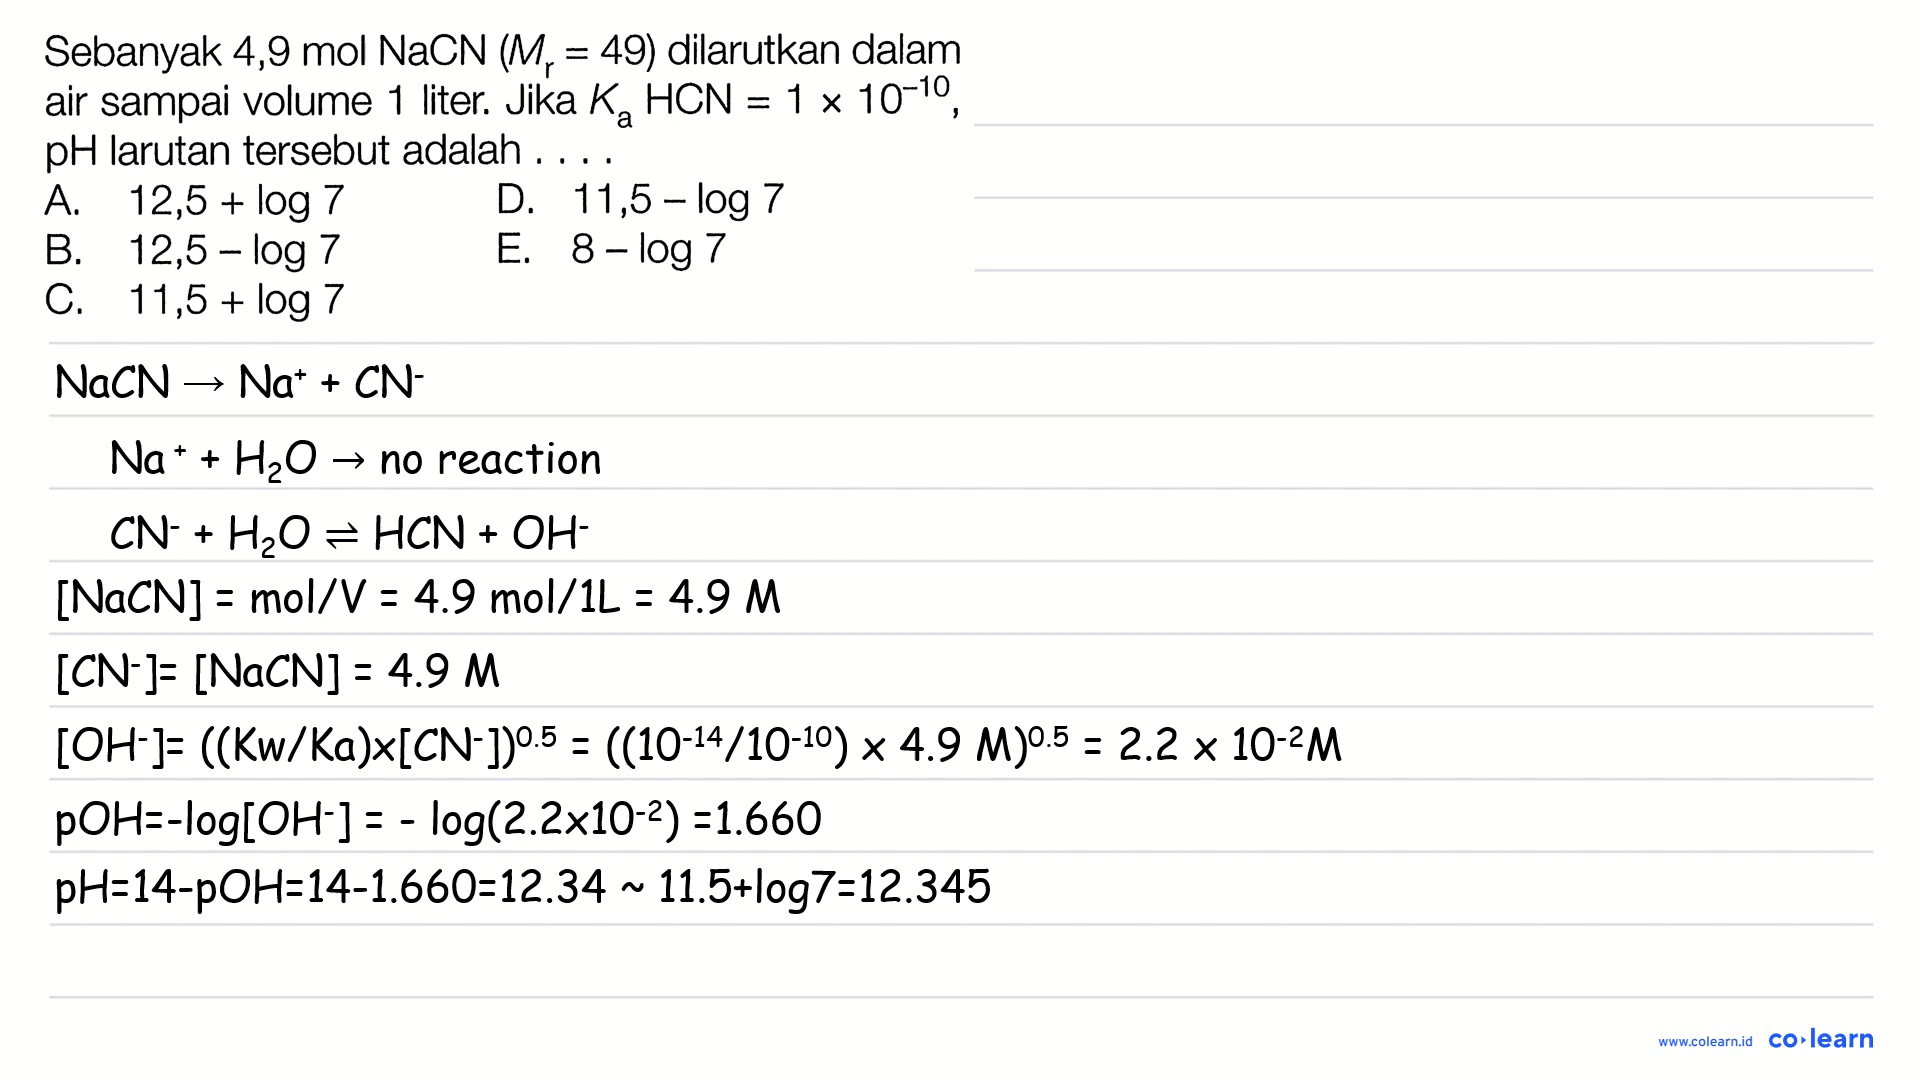 Sebanyak 4,9 mol NaCN (Mᵣ = 49) dilarutkan dalam
air sampai volume 1 liter. Jika Kₐ HCN = 1 × 10⁻¹⁰,
pH larutan tersebut adalah . . . .
A. 12,5 + log 7 D. 11,5 – log 7
B. 12,5 – log 7 E. 8 – log 7
C. 11,5 + log 7
NaCN → Na⁺ + CN⁻
Na⁺ + H₂O → no reaction
CN⁻ + H₂O ⇌ HCN + OH⁻
[NaCN] = mol/V = 4.9 mol/1L = 4.9 M
[CN⁻]= [NaCN] = 4.9 M
[OH⁻]= ((Kw/Ka)x[CN⁻])⁰·⁵ = ((10⁻¹⁴/10⁻¹⁰) x 4.9 M)⁰·⁵ = 2.2 x 10⁻²M
pOH=-log[OH⁻] = - log(2.2x10⁻²) =1.660
pH=14-pOH=14-1.660=12.34 ~ 11.5+log7=12.345
www.colearn.id co learn